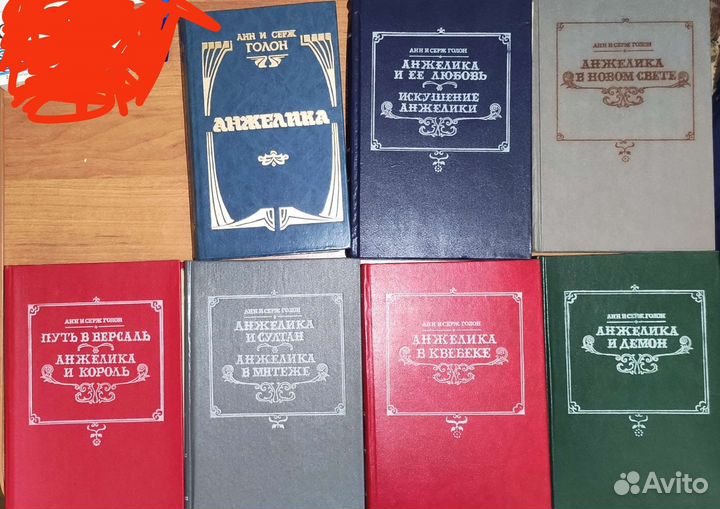 АНН И СЕРЖ
ГОЛОН
АНЖЕЛИКА
АНН И СЕРЖ ГОЛОН
АНЖЕЛИКА
И ЕЕ ЛЮБОВЬ
ИСКУШЕНИЕ
АНЖЕЛИКИ
АНН И СЕРЖ ГОЛОН
АНЖЕЛИКА
В НОВОМ СВЕТЕ
АНН И СЕРЖ ГОЛОН
ПУТЬ В ВЕРСАЛЬ
АНЖЕЛИКА
И КОРОЛЬ
АНН И СЕРЖ ГОЛОН
АНЖЕЛИКА
И СУЛТАН
АНЖЕЛИКА
В МЯТЕЖЕ
АНН И СЕРЖ ГОЛОН
АНЖЕЛИКА
В КВЕБЕКЕ
АНН И СЕРЖ ГОЛОН
АНЖЕЛИКА
И ДЕМОН
Avito